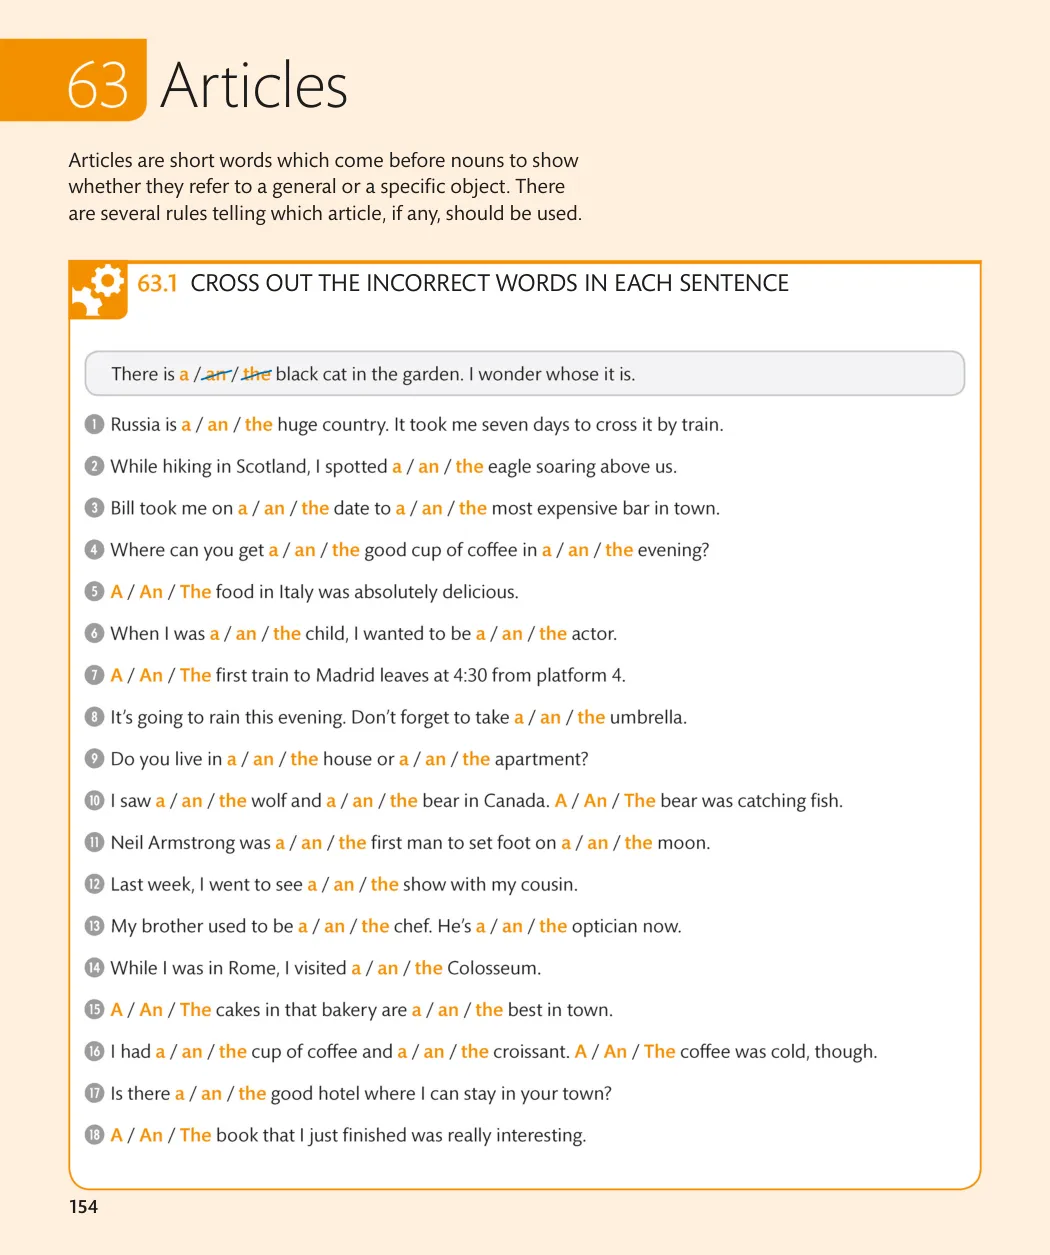 63 Articles
Articles are short words which come before nouns to show
whether they refer to a general or a specific object. There
are several rules telling which article, if any, should be used.
63.1 CROSS OUT THE INCORRECT WORDS IN EACH SENTENCE
There is a / an / the black cat in the garden. I wonder whose it is.
1 Russia is a / an / the huge country. It took me seven days to cross it by train.
2 While hiking in Scotland, I spotted a / an / the eagle soaring above us.
3 Bill took me on a / an / the date to a / an / the most expensive bar in town.
4 Where can you get a / an / the good cup of coffee in a / an / the evening?
5 A / An / The food in Italy was absolutely delicious.
6 When I was a / an / the child, I wanted to be a / an / the actor.
7 A / An / The first train to Madrid leaves at 4:30 from platform 4.
8 It's going to rain this evening. Don't forget to take a / an / the umbrella.
9 Do you live in a / an / the house or a / an / the apartment?
10 I saw a / an / the wolf and a / an / the bear in Canada. A / An / The bear was catching fish.
11 Neil Armstrong was a / an / the first man to set foot on a / an / the moon.
12 Last week, I went to see a / an / the show with my cousin.
13 My brother used to be a / an / the chef. He's a / an / the optician now.
14 While I was in Rome, I visited a / an / the Colosseum.
15 A / An / The cakes in that bakery are a / an / the best in town.
16 I had a / an / the cup of coffee and a / an / the croissant. A / An / The coffee was cold, though.
17 Is there a / an / the good hotel where I can stay in your town?
18 A / An / The book that I just finished was really interesting.
154